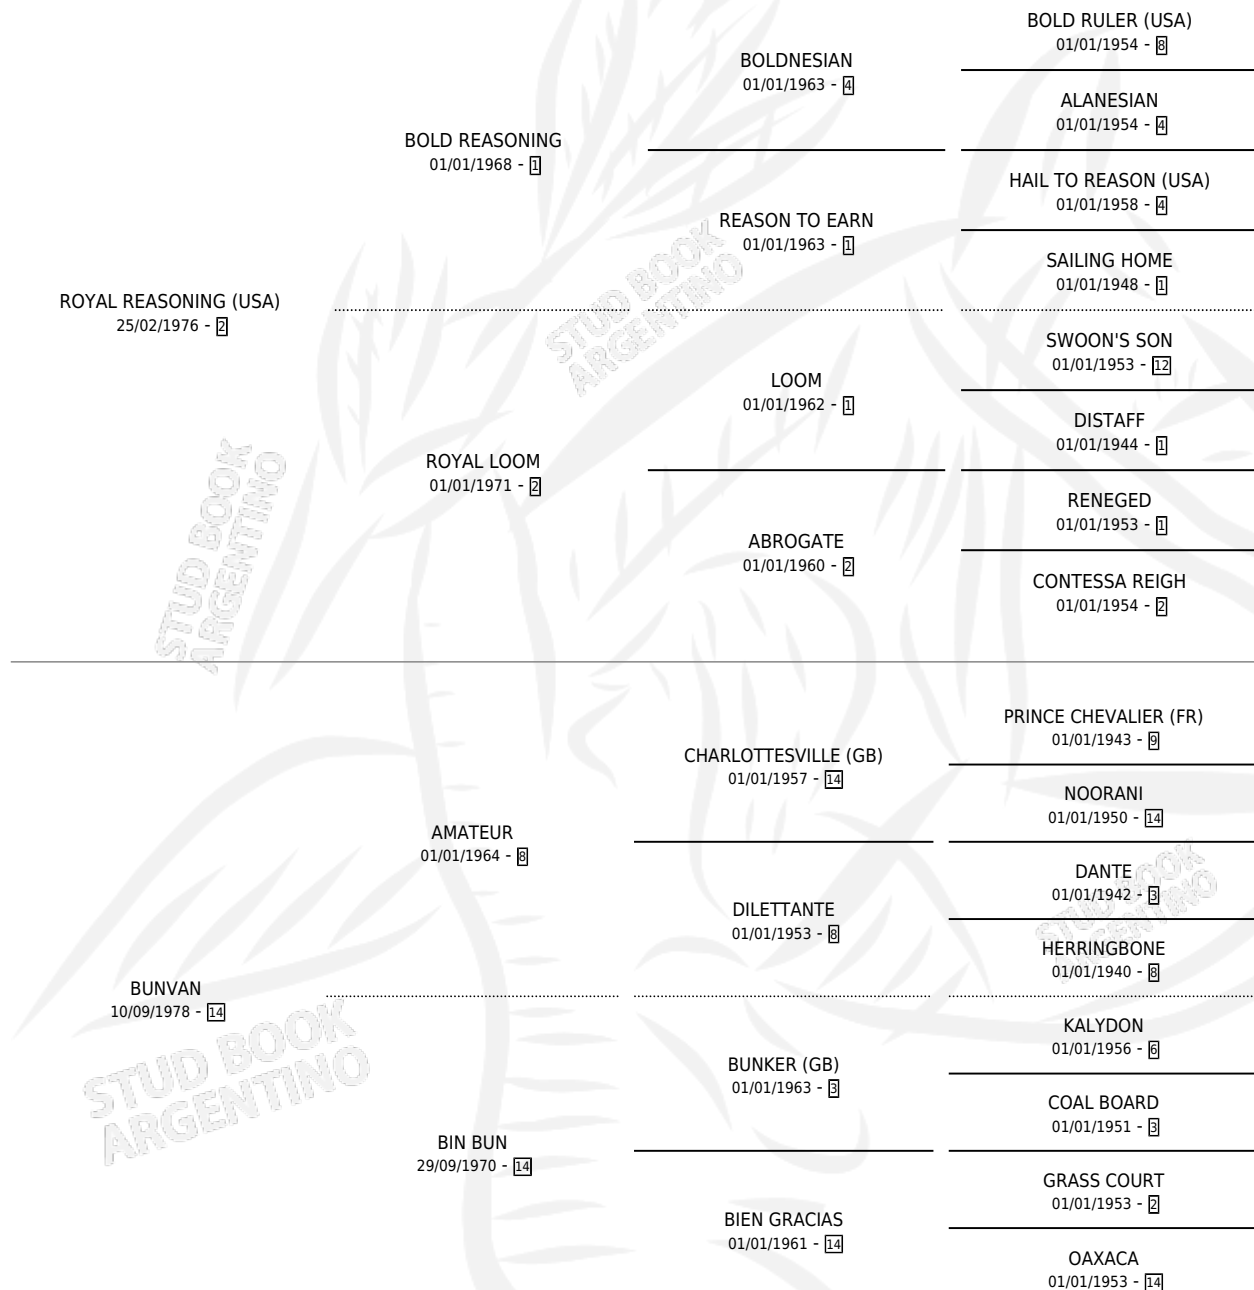 BOLD RULER (USA)
01/01/1954 - 8
BOLDNESIAN
01/01/1963 - 4
ALANESIAN
01/01/1954 - 4
BOLD REASONING
01/01/1968 - 1
HAIL TO REASON (USA)
01/01/1958 - 4
REASON TO EARN
01/01/1963 - 1
SAILING HOME
01/01/1948 - 1
ROYAL REASONING (USA)
25/02/1976 - 2
SWOON'S SON
01/01/1953 - 12
LOOM
01/01/1962 - 1
DISTAFF
01/01/1944 - 1
ROYAL LOOM
01/01/1971 - 2
RENEGED
01/01/1953 - 1
ABROGATE
01/01/1960 - 2
CONTESSA REIGH
01/01/1954 - 2
PRINCE CHEVALIER (FR)
01/01/1943 - 9
CHARLOTTESVILLE (GB)
01/01/1957 - 14
NOORANI
01/01/1950 - 14
AMATEUR
01/01/1964 - 8
DANTE
01/01/1942 - 3
DILETTANTE
01/01/1953 - 8
HERRINGBONE
01/01/1940 - 8
BUNVAN
10/09/1978 - 14
KALYDON
01/01/1956 - 6
BUNKER (GB)
01/01/1963 - 3
COAL BOARD
01/01/1951 - 3
BIN BUN
29/09/1970 - 14
GRASS COURT
01/01/1953 - 2
BIEN GRACIAS
01/01/1961 - 14
OAXACA
01/01/1953 - 14
STUD BOOK
ARGENTINO
STUD BOOK
ARGENTINO
STUD BOOK
ARGENTINO
STUD BOOK
ARGENTINO